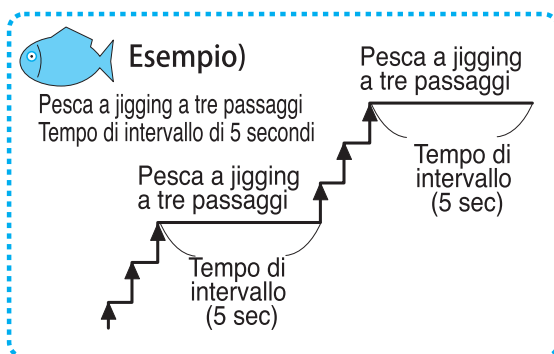 Esempio)
Pesca a jigging a tre passaggi
Tempo di intervallo di 5 secondi
Pesca a jigging
a tre passaggi
Tempo di
intervallo
(5 sec)
Pesca a jigging
a tre passaggi
Tempo di
intervallo
(5 sec)